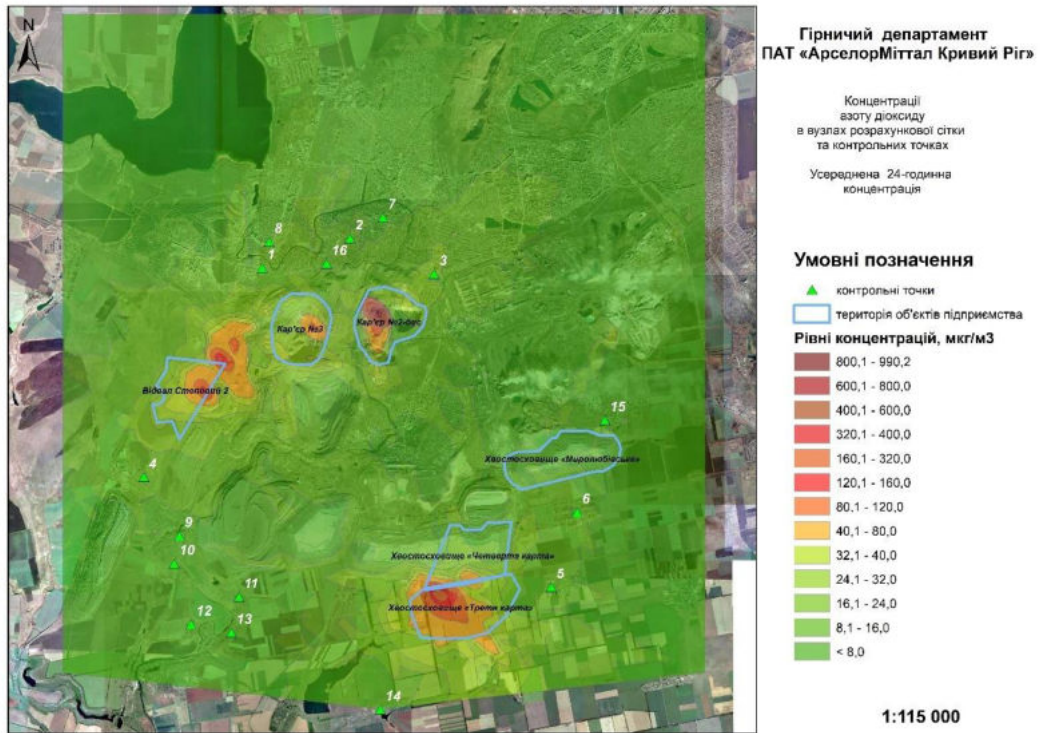 Гірничий департамент
ПАТ «АрселорМіттал Кривий Ріг»
Концентрації
азоту діоксиду
в вузлах розрахункової сітки
та контрольних точках
Усереднена 24-годинна
концентрація
Умовні позначення
контрольні точки
територія об'єктів підприємства
Рівні концентрацій, мкг/м3
800,1 - 990,2
600,1 - 800,0
400,1 - 600,0
320,1 - 400,0
160,1 - 320,0
120,1 - 160,0
80,1 - 120,0
40,1 - 80,0
32,1 - 40,0
24,1 - 32,0
16,1 - 24,0
8,1 - 16,0
< 8,0
1:115 000
N
7
2
8
16
1
3
Кар'єр №3
Кар'єр №2-біс
Відвал Степовий 2
15
Хвостосховище «Миролюбівське»
4
6
9
Хвостосховище «Четверта карта»
10
5
11
Хвостосховище «Третя карта»
12
13
14